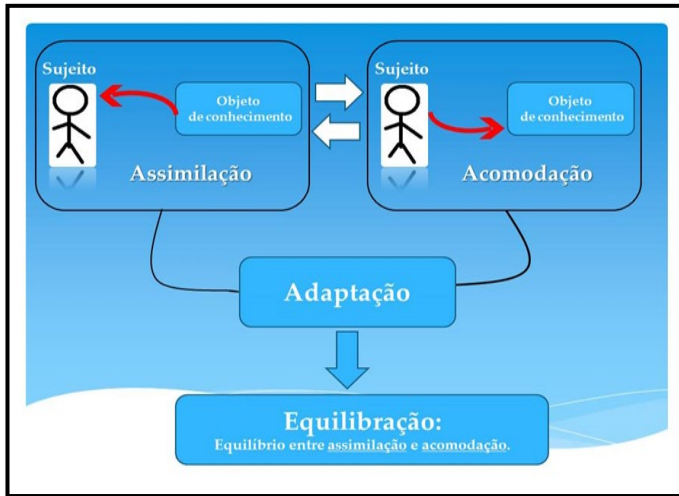 Sujeito
Objeto
de conhecimento
Assimilação
Sujeito
Objeto
de conhecimento
Acomodação
Adaptação
Equilibração:
Equilíbrio entre assimilação e acomodação.